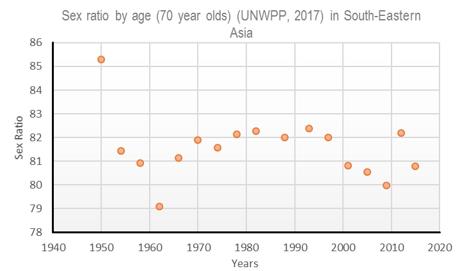 Sex ratio by age (70 year olds) (UNWPP, 2017) in South-Eastern
Asia
86
85
84
83
82
81
80
79
78
Sex Ratio
1940 1950 1960 1970 1980 1990 2000 2010 2020
Years